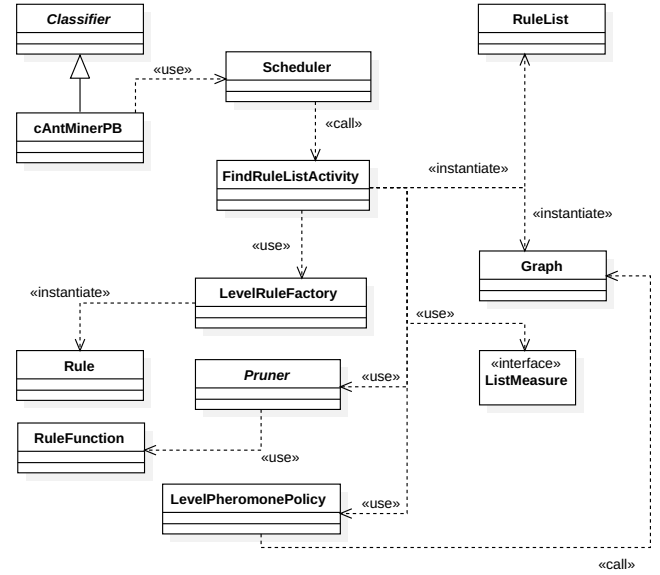 Classifier
RuleList
«use»
Scheduler
cAntMinerPB
«call»
FindRuleListActivity
«instantiate»
«instantiate»
«use»
Graph
LevelRuleFactory
«instantiate»
«use»
Rule
Pruner
«use»
«interface»
ListMeasure
RuleFunction
«use»
LevelPheromonePolicy
«use»
«call»